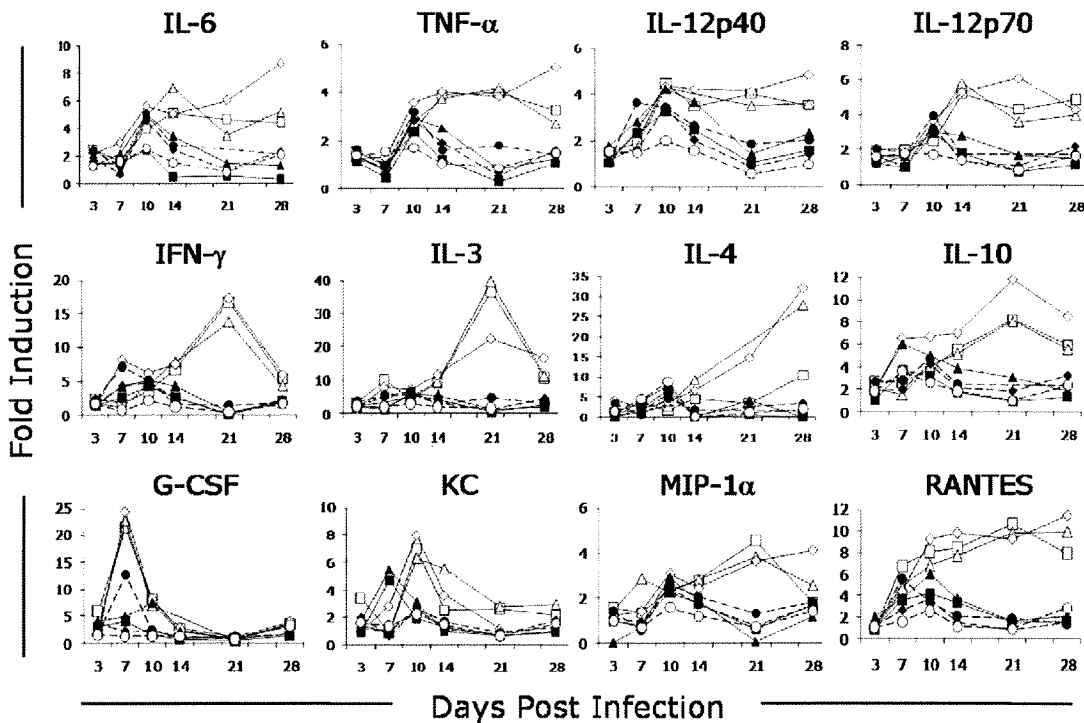 IL-6 TNF-α IL-12p40 IL-12p70
10 8 6 4 2 0
6 4 2 0
6 4 2 0
8 6 4 2 0
3 7 10 14 21 28
3 7 10 14 21 28
3 7 10 14 21 28
3 7 10 14 21 28
Fold Induction
IFN-γ IL-3 IL-4 IL-10
20 15 10 5 0
40 30 20 10 0
35 30 25 20 15 10 5 0
12 10 8 6 4 2 0
3 7 10 14 21 28
3 7 10 14 21 28
3 7 10 14 21 28
3 7 10 14 21 28
G-CSF KC MIP-1α RANTES
25 20 15 10 5 0
10 8 6 4 2 0
6 4 2 0
12 10 8 6 4 2 0
3 7 10 14 21 28
3 7 10 14 21 28
3 7 10 14 21 28
3 7 10 14 21 28
Days Post Infection